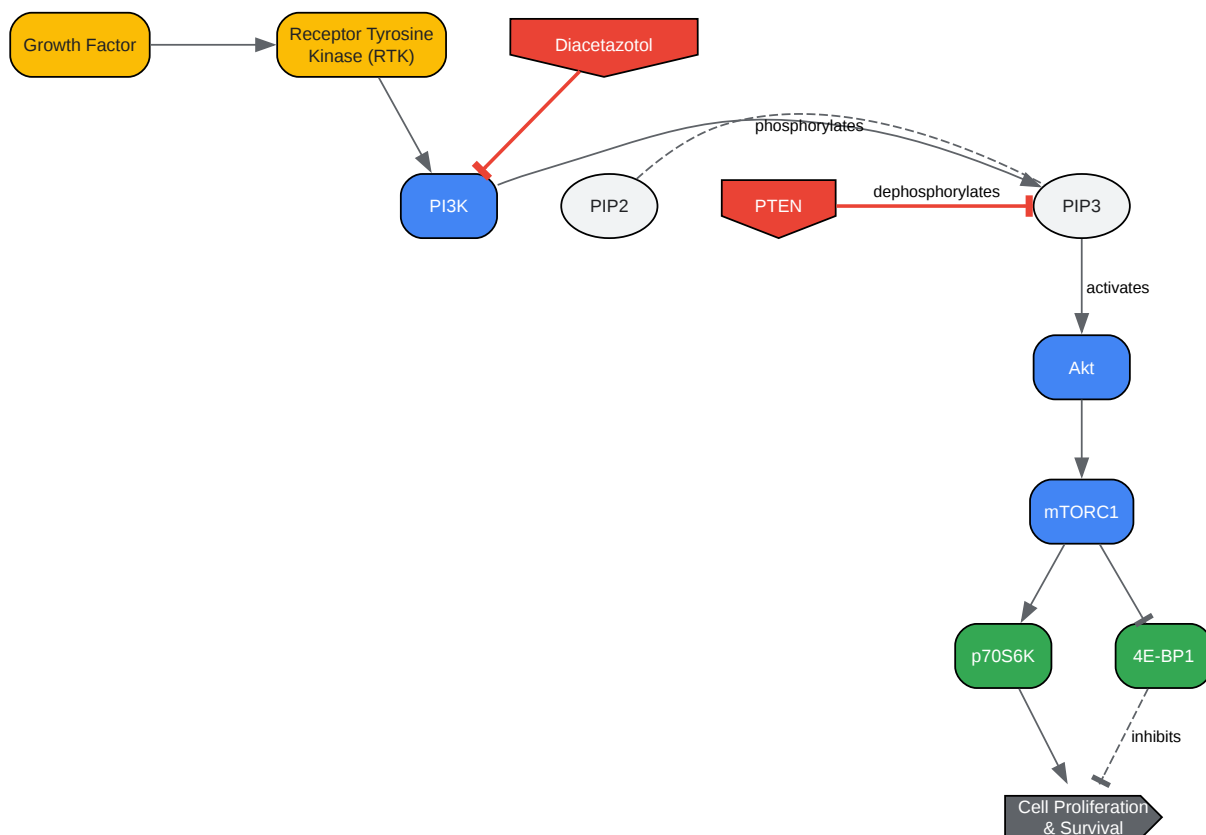 Growth Factor
Receptor Tyrosine
Kinase (RTK)
Diacetazotol
phosphorylates
PI3K
PIP2
PTEN
dephosphorylates
PIP3
activates
Akt
mTORC1
p70S6K
4E-BP1
inhibits
Cell Proliferation
& Survival